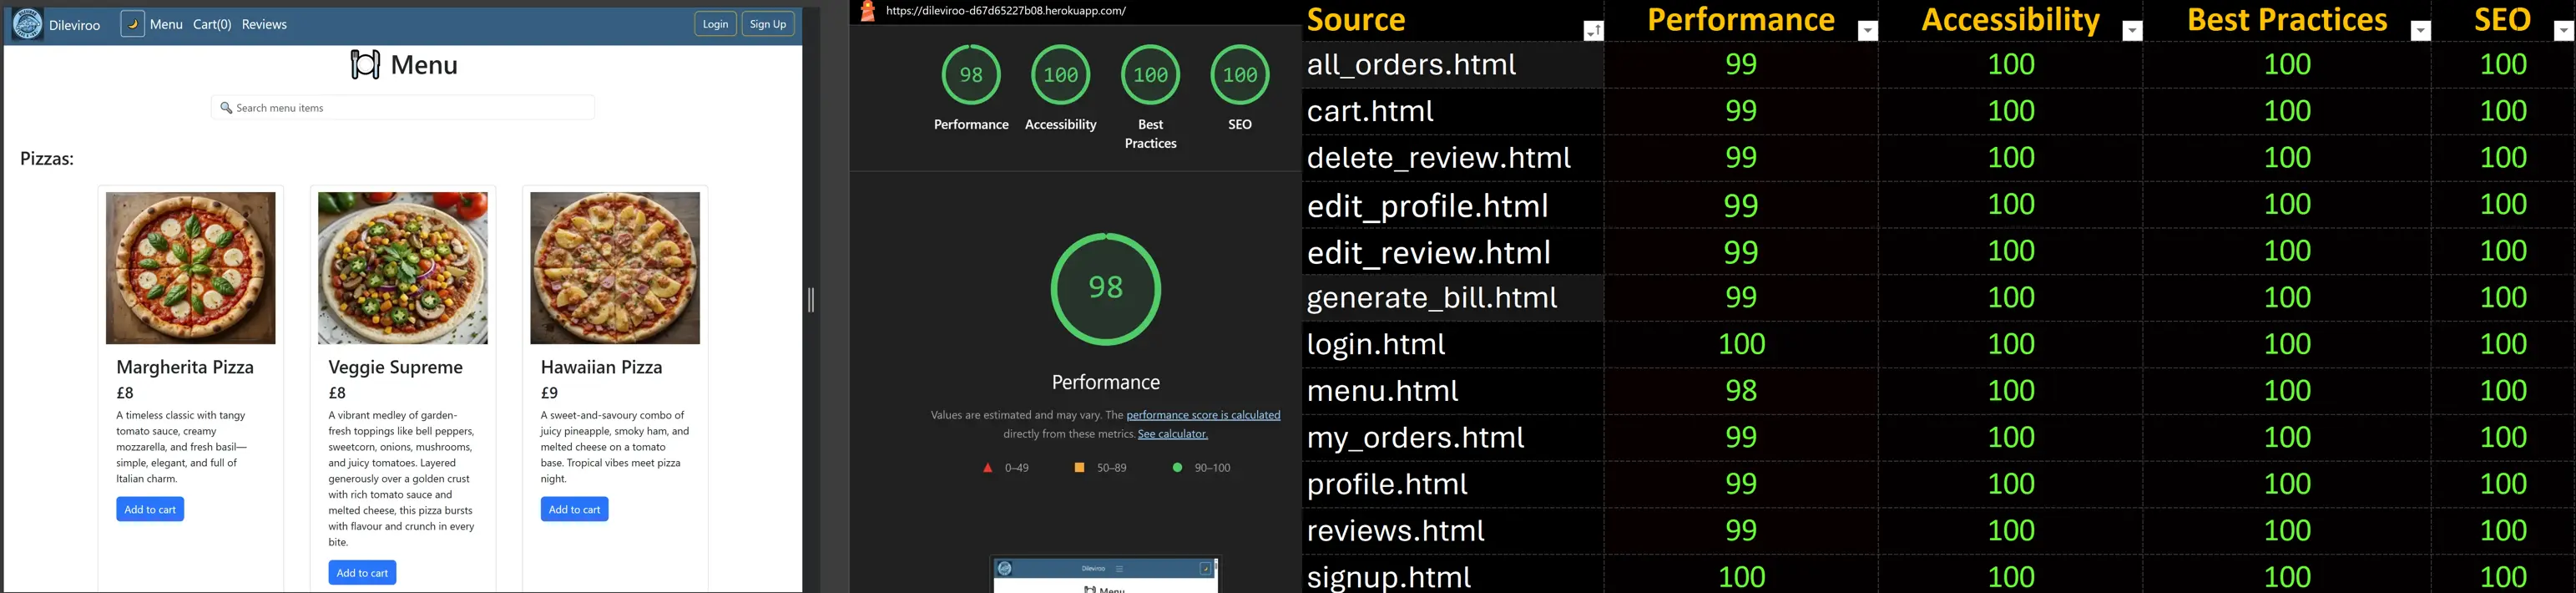 Dileviroo
Menu
Cart(0)
Reviews
Login
Sign Up
Menu
Search menu items
Pizzas:
Margherita Pizza
£8
A timeless classic with tangy
tomato sauce, creamy
mozzarella, and fresh basil—
simple, elegant, and full of
Italian charm.
Add to cart
Veggie Supreme
£8
A vibrant medley of garden-
fresh toppings like bell peppers,
sweetcorn, onions, mushrooms,
and juicy tomatoes. Layered
generously over a golden crust
with rich tomato sauce and
melted cheese, this pizza bursts
with flavour and crunch in every
bite.
Add to cart
Hawaiian Pizza
£9
A sweet-and-savoury combo of
juicy pineapple, smoky ham, and
melted cheese on a tomato
base. Tropical vibes meet pizza
night.
Add to cart
https://dileviroo-d67d65227b08.herokuapp.com/
98 100 100 100
Performance Accessibility Best Practices SEO
98
Performance
Values are estimated and may vary. The performance score is calculated
directly from these metrics. See calculator.
0–49 50–89 90–100
Dileviroo
Menu
Source Performance Accessibility Best Practices SEO
all_orders.html 99 100 100 100
cart.html 99 100 100 100
delete_review.html 99 100 100 100
edit_profile.html 99 100 100 100
edit_review.html 99 100 100 100
generate_bill.html 99 100 100 100
login.html 100 100 100 100
menu.html 98 100 100 100
my_orders.html 99 100 100 100
profile.html 99 100 100 100
reviews.html 99 100 100 100
signup.html 100 100 100 100